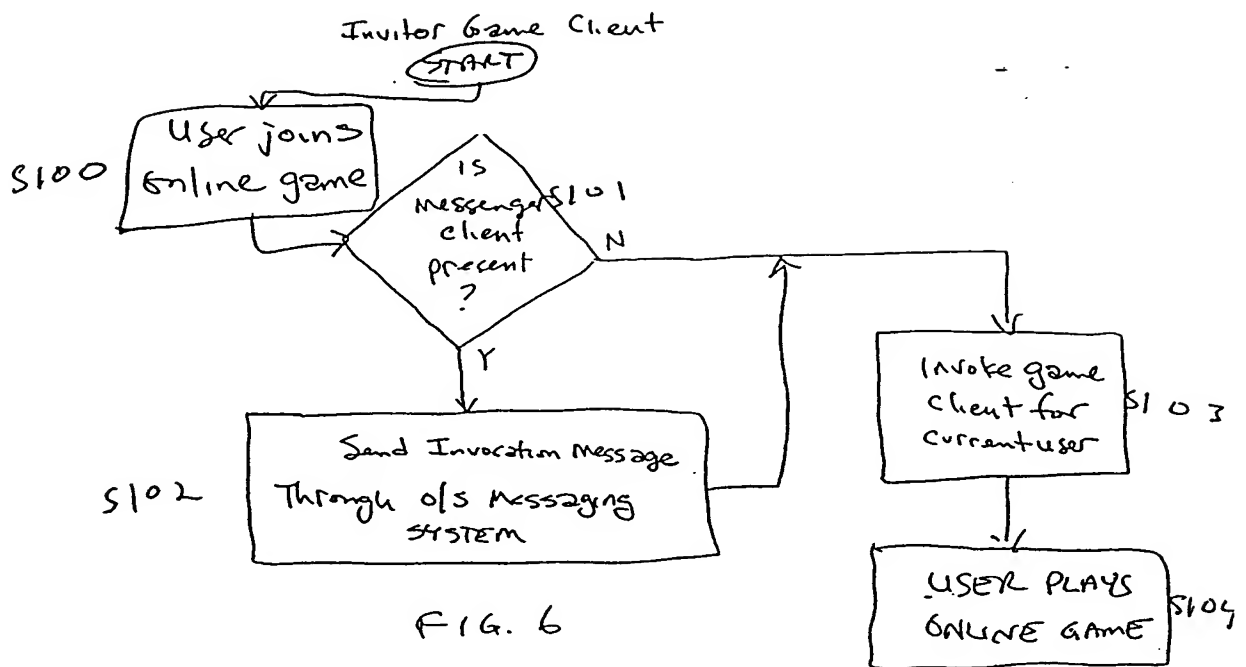 Invitor Game Client
START
S100
User joins
online game
Is
Messenger
client
present
?
S101
N
Y
S102
Send Invocation Message
Through O/S Messaging
SYSTEM
Invoke game
client for
current user
S103
USER PLAYS
ONLINE GAME
S104
FIG. 6